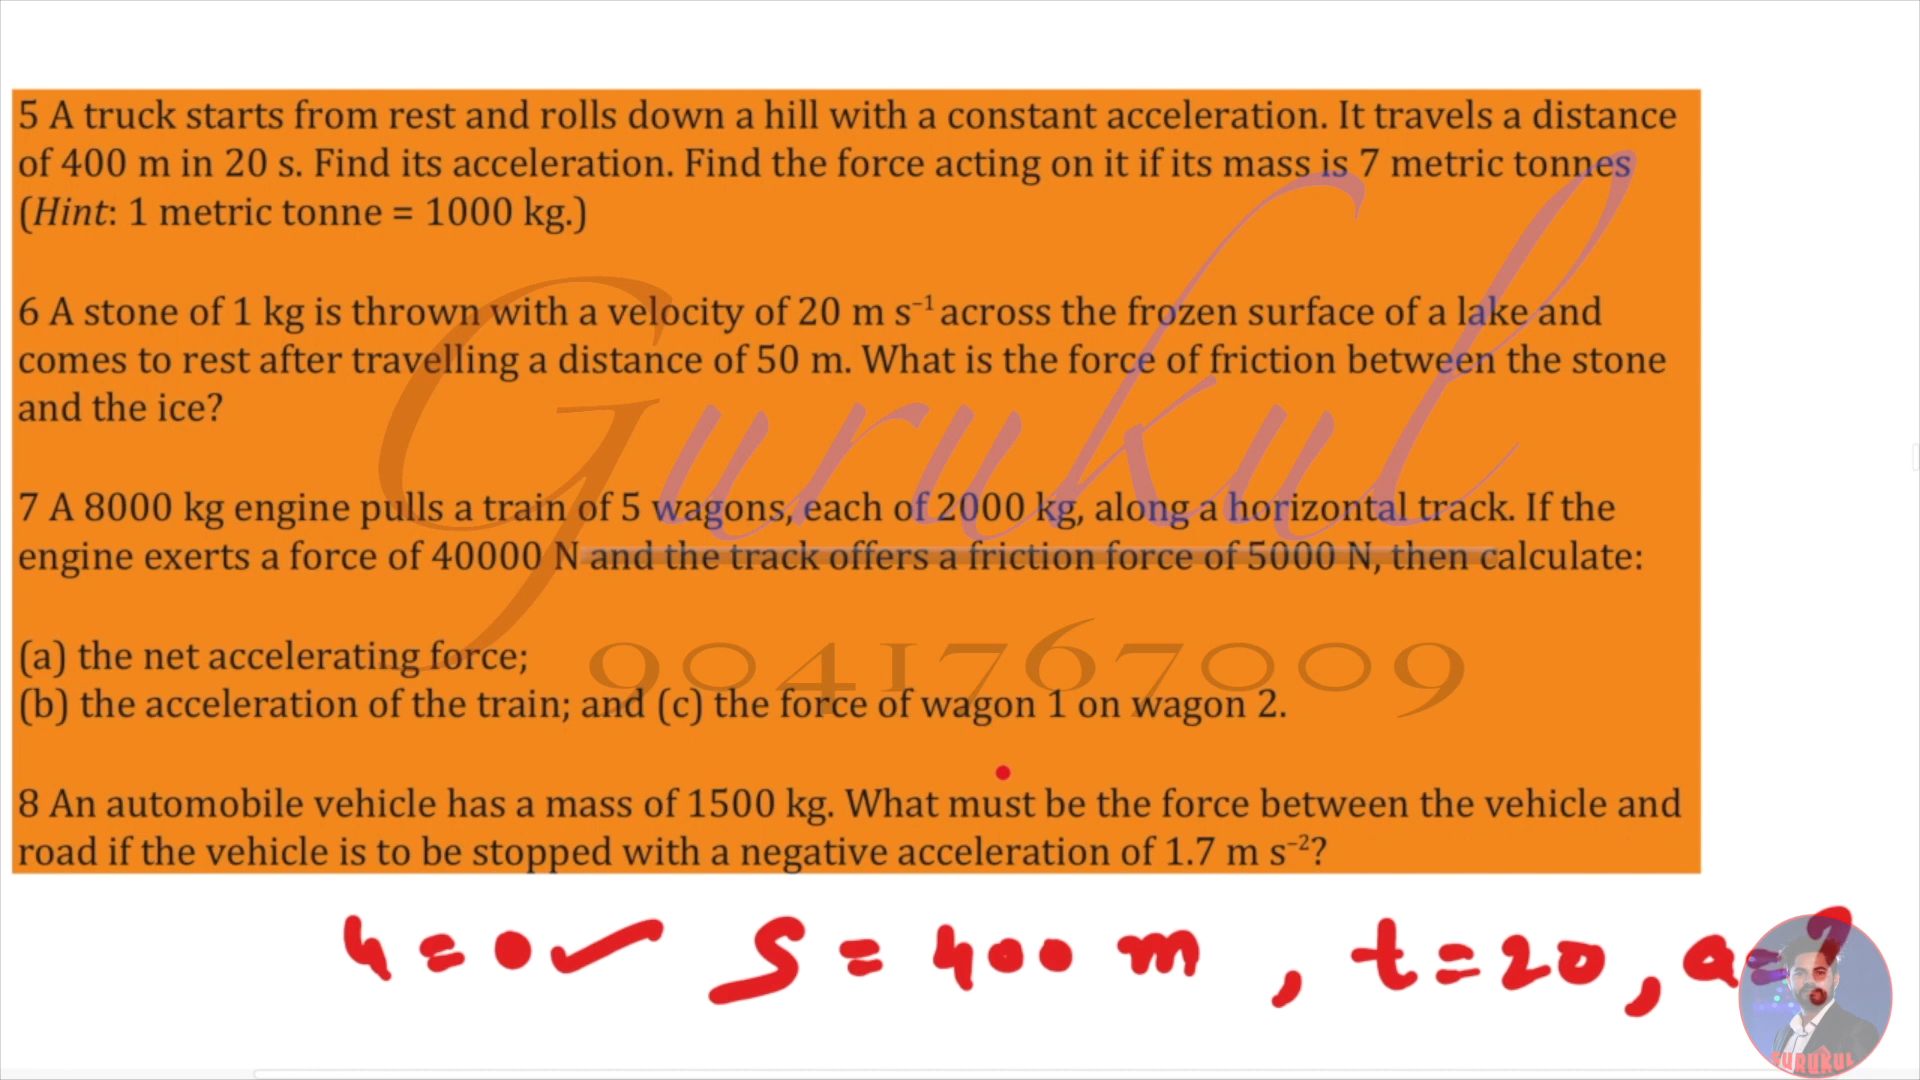 5 A truck starts from rest and rolls down a hill with a constant acceleration. It travels a distance
of 400 m in 20 s. Find its acceleration. Find the force acting on it if its mass is 7 metric tonnes
(Hint: 1 metric tonne = 1000 kg.)
6 A stone of 1 kg is thrown with a velocity of 20 m s⁻¹ across the frozen surface of a lake and
comes to rest after travelling a distance of 50 m. What is the force of friction between the stone
and the ice?
Gurukul
7 A 8000 kg engine pulls a train of 5 wagons, each of 2000 kg, along a horizontal track. If the
engine exerts a force of 40000 N and the track offers a friction force of 5000 N, then calculate:
(a) the net accelerating force;
9041767009
(b) the acceleration of the train; and (c) the force of wagon 1 on wagon 2.
8 An automobile vehicle has a mass of 1500 kg. What must be the force between the vehicle and
road if the vehicle is to be stopped with a negative acceleration of 1.7 m s⁻²?
u = 0 ✓ S = 400 m , t = 20 , a = ?
GURUKUL